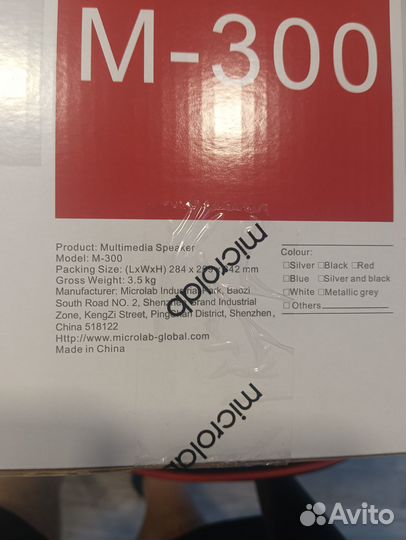 M-300
Product: Multimedia Speaker
Model: M-300
Packing Size: (LxWxH) 284 x 242 mm
Gross Weight: 3.5 kg
Manufacturer: Microlab Industrial Park, Baozi
South Road NO. 2, Shenzhen Grand Industrial
Zone, KengZi Street, PingShan District, Shenzhen,
China 518122
Http://www.microlab-global.com
Made in China
Colour:
□Silver □Black □Red
□Blue □Silver and black
□White □Metallic grey
□Others
microlab
microlab
Avito